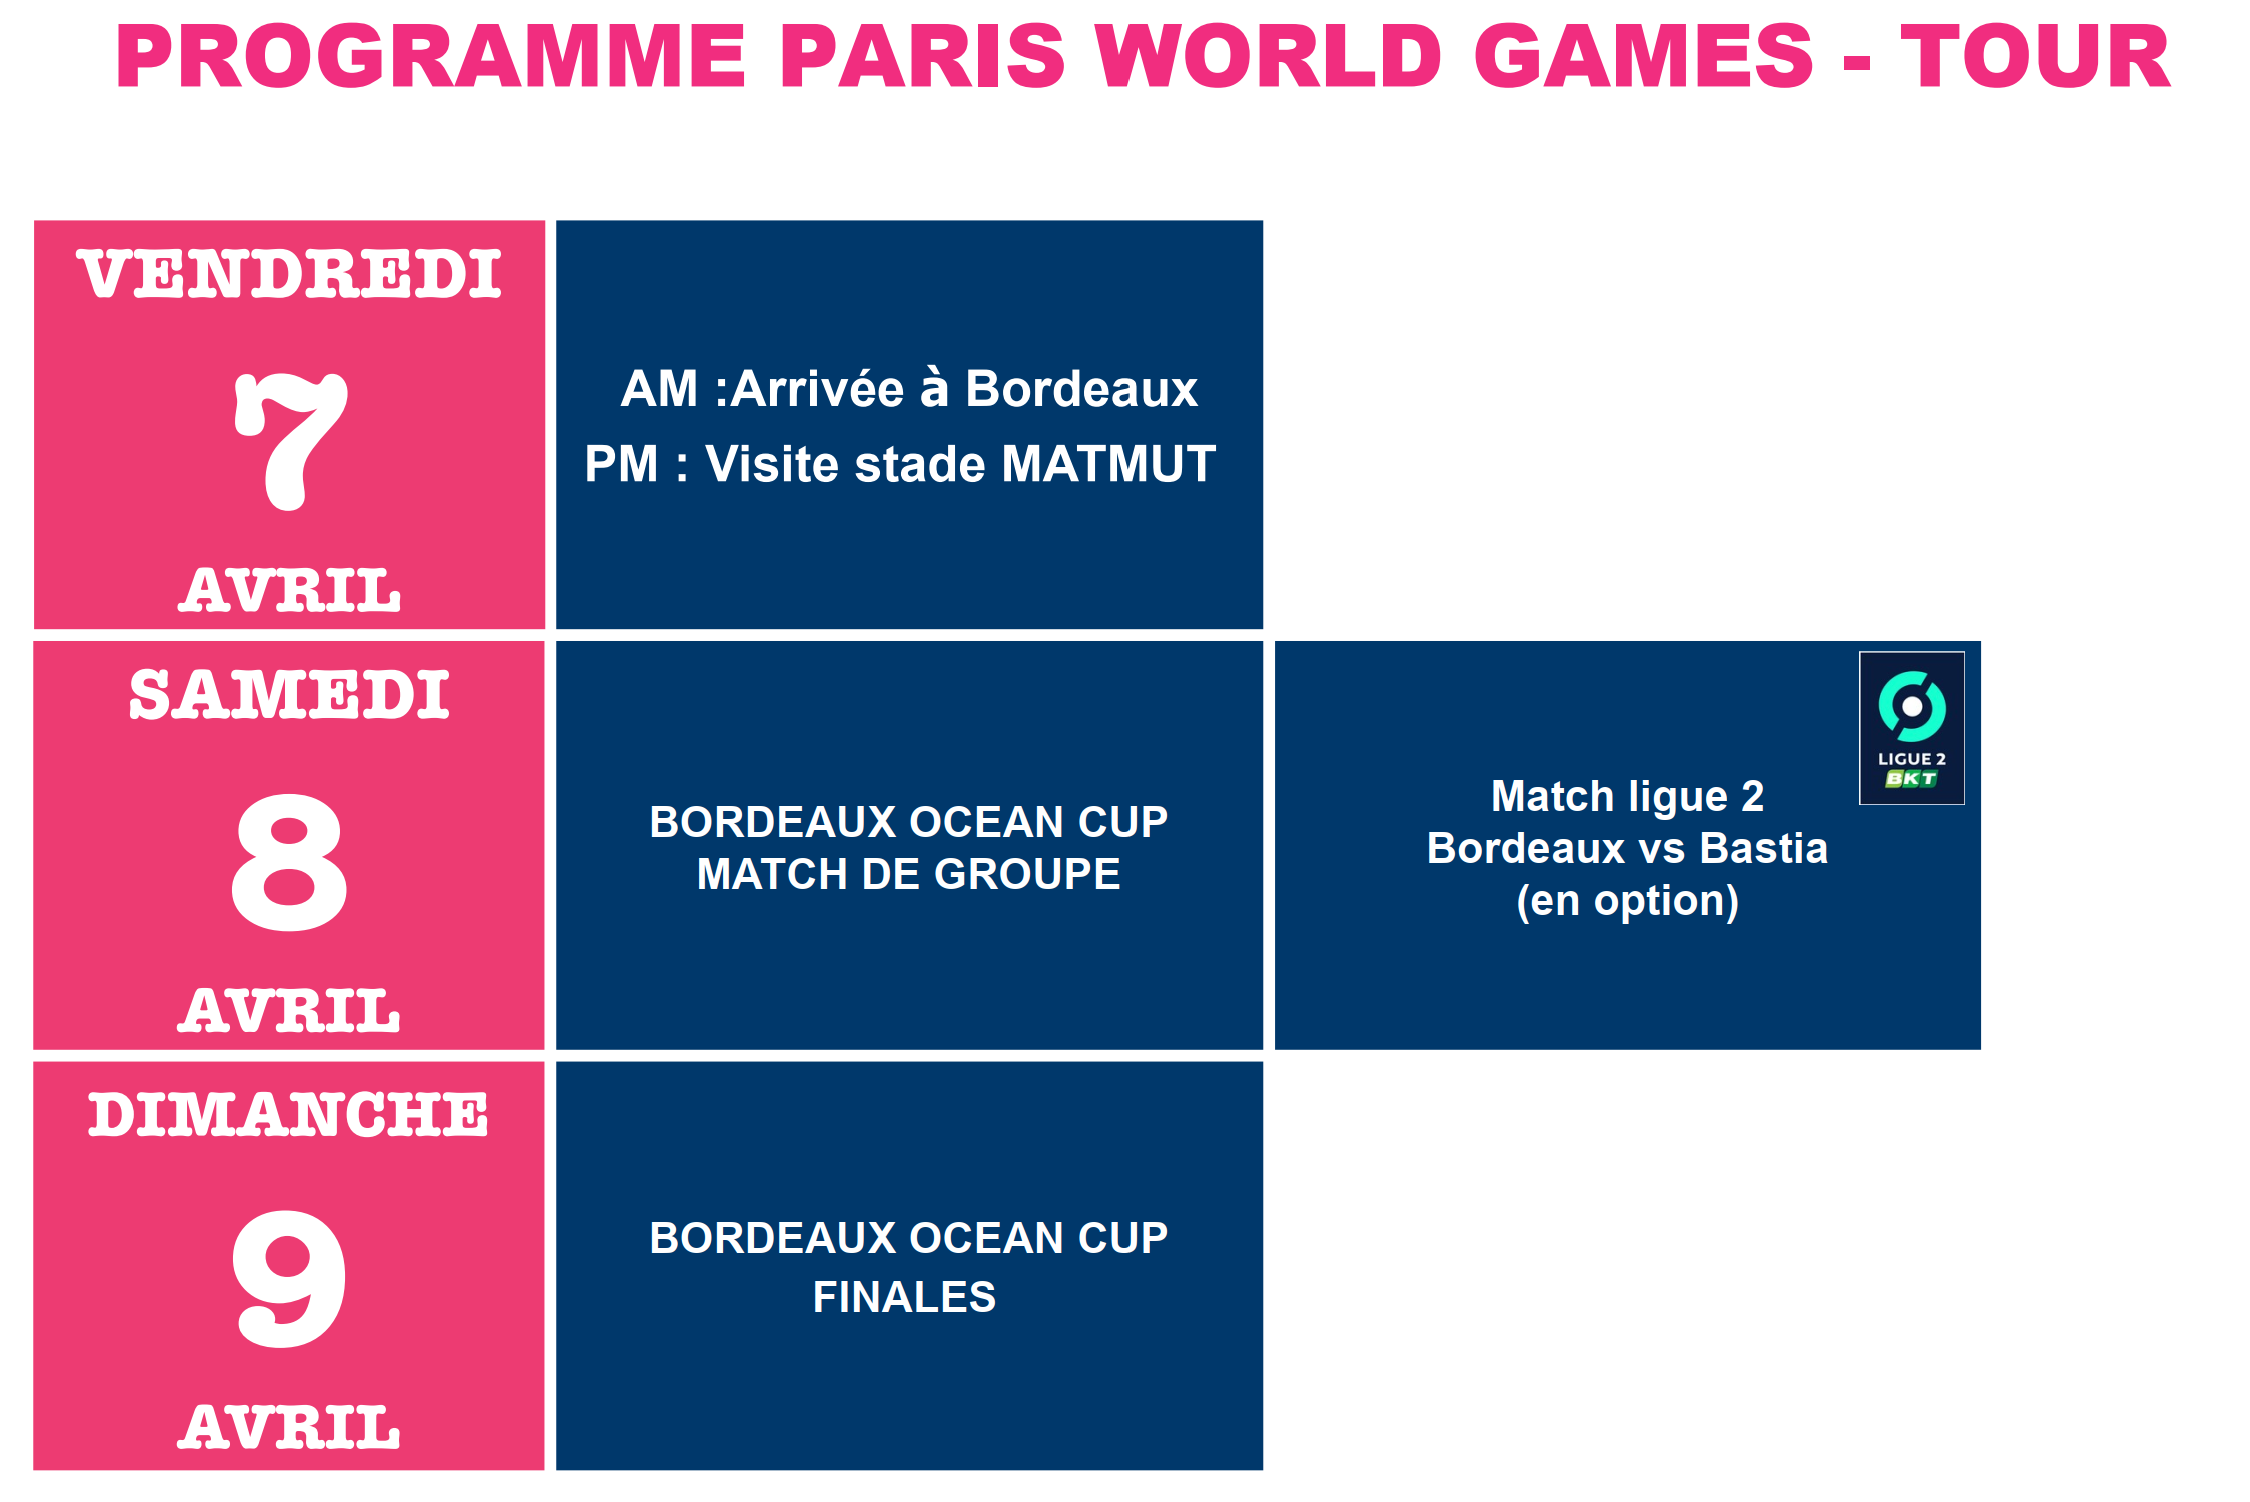 PROGRAMME PARIS WORLD GAMES - TOUR
VENDREDI
7
AVRIL
AM :Arrivée à Bordeaux
PM : Visite stade MATMUT
SAMEDI
8
AVRIL
BORDEAUX OCEAN CUP
MATCH DE GROUPE
Match ligue 2
Bordeaux vs Bastia
(en option)
LIGUE 2
BKT
DIMANCHE
9
AVRIL
BORDEAUX OCEAN CUP
FINALES